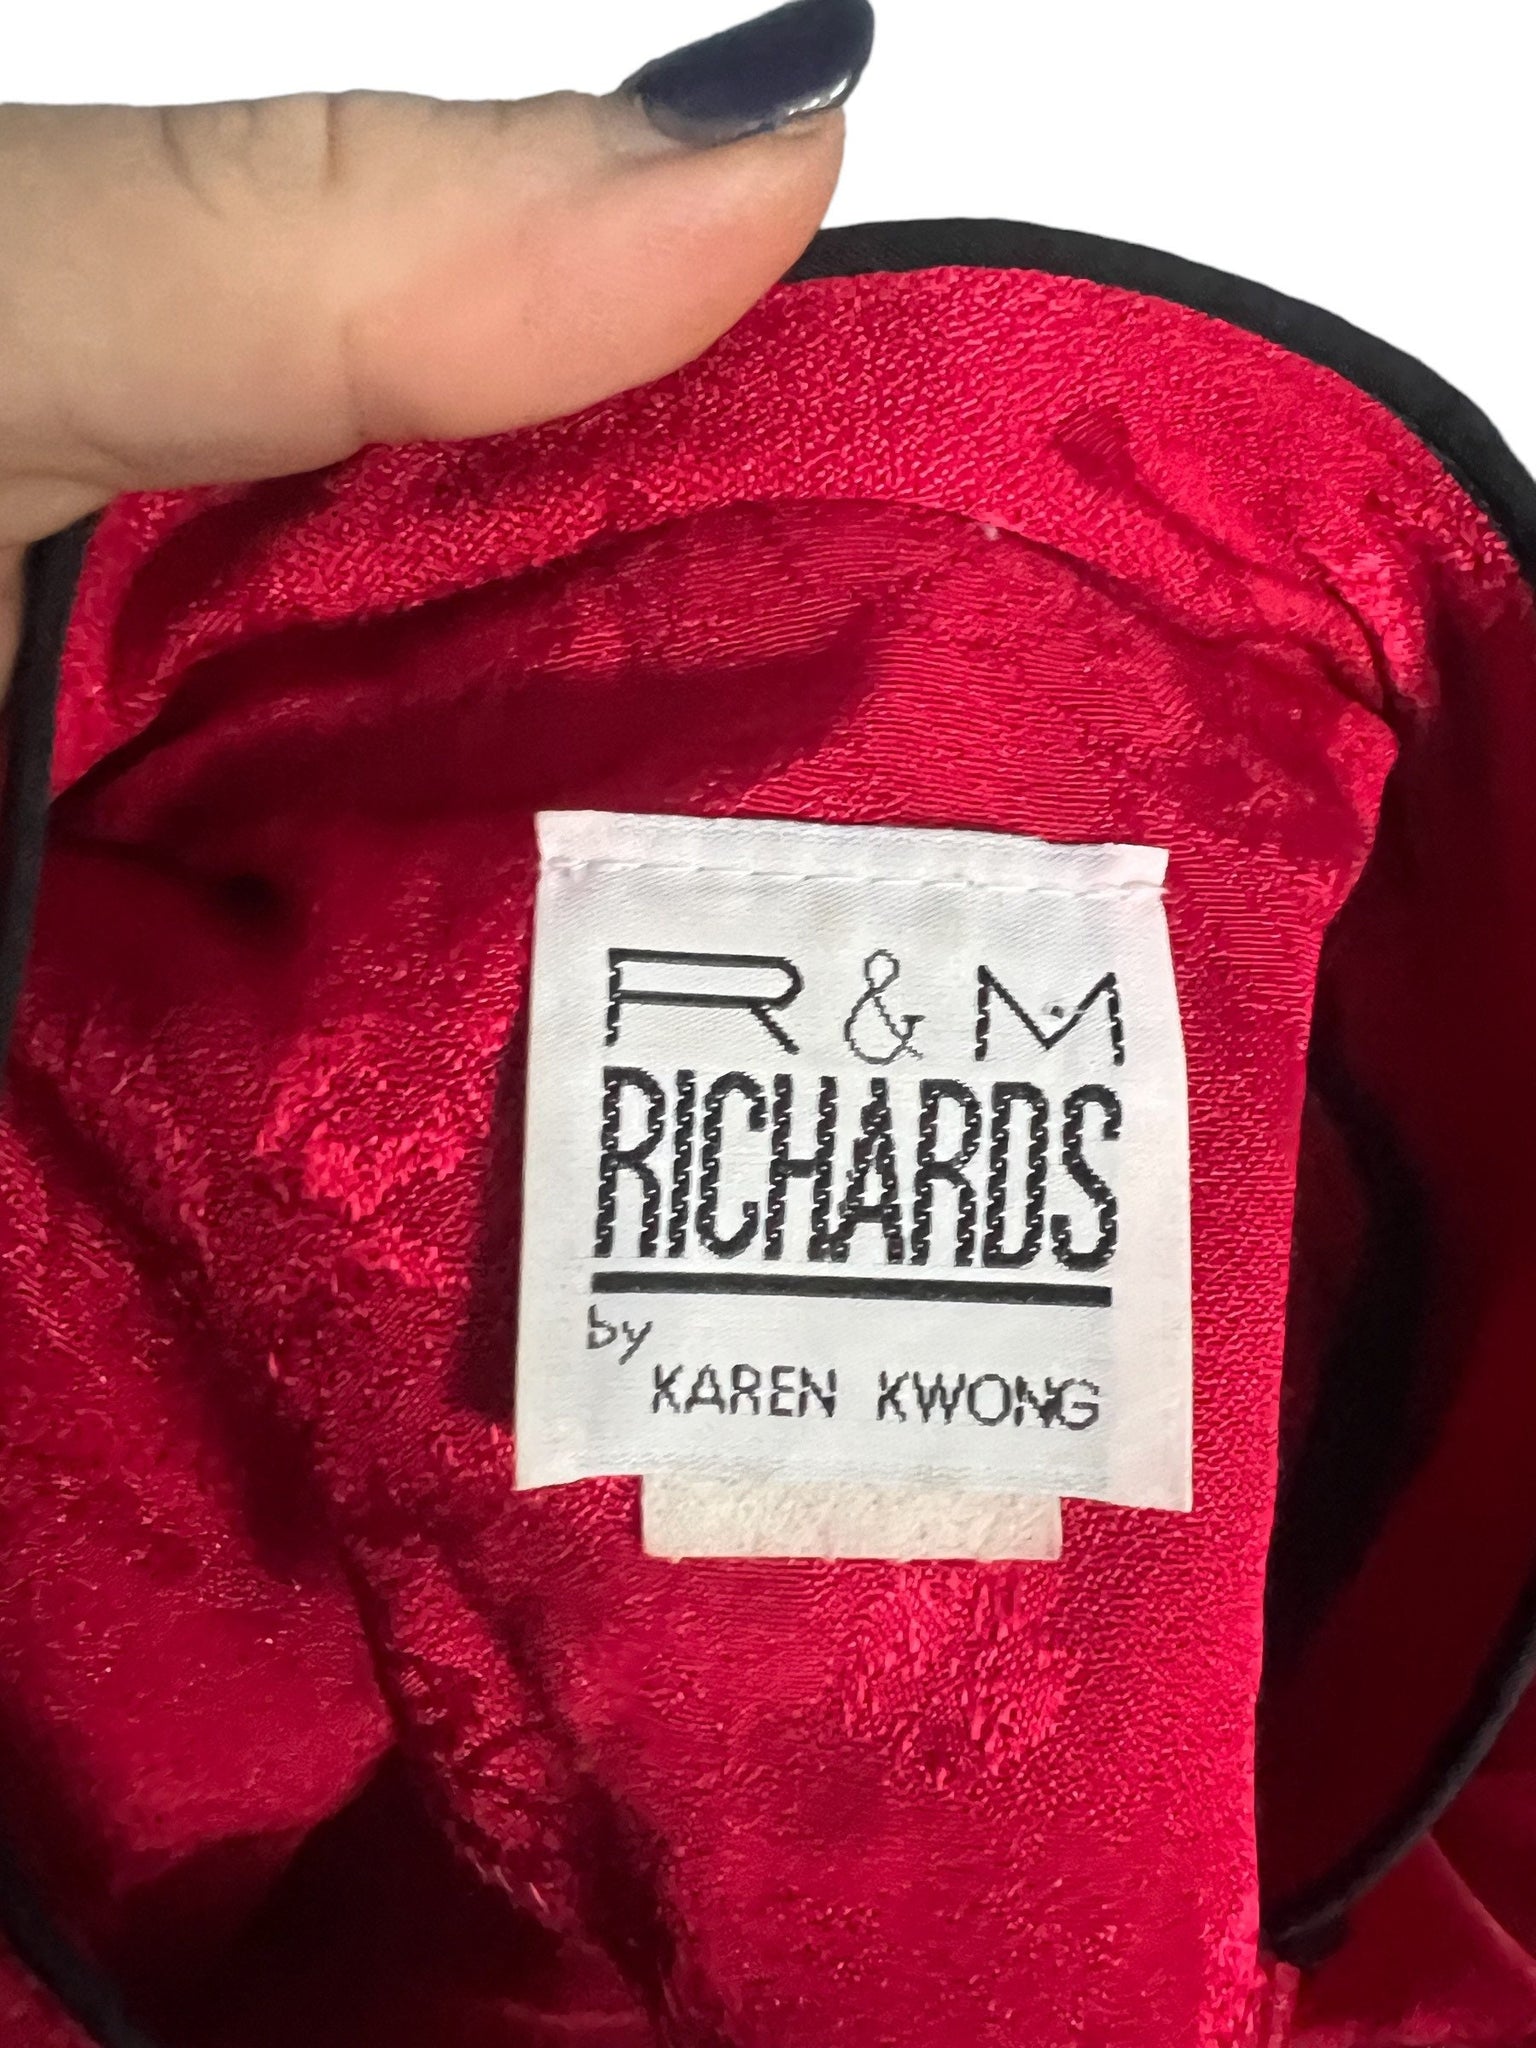 R & M
RICHARDS
by
KAREN KWONG